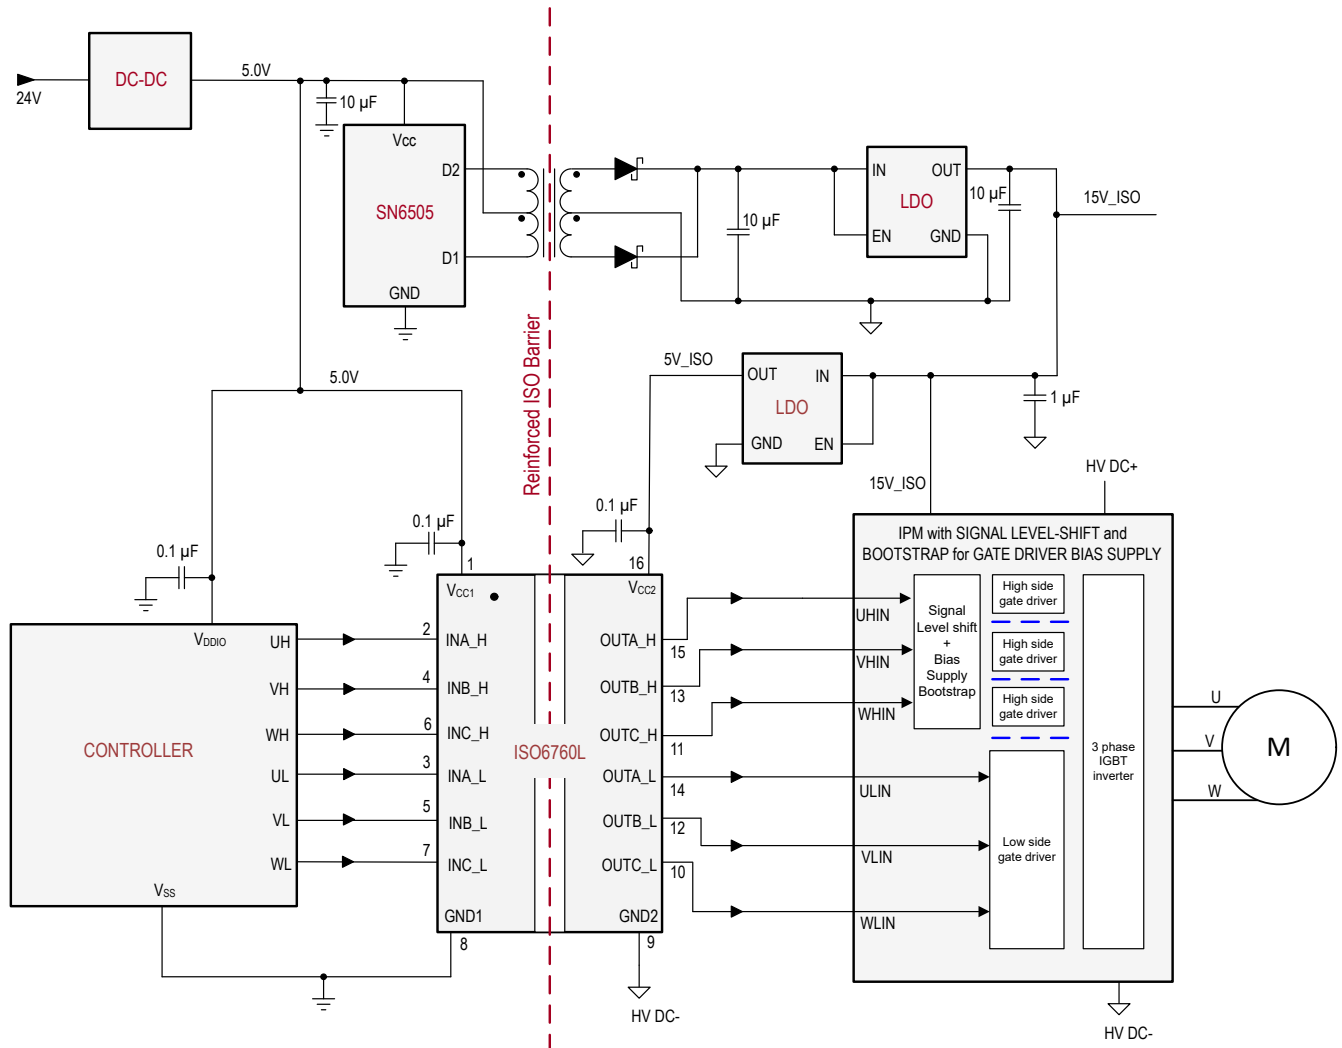 24V
DC-DC
5.0V
10 µF
Vcc
D2
SN6505
D1
GND
10 µF
IN
OUT
LDO
EN
GND
10 µF
15V_ISO
Reinforced ISO Barrier
5.0V
5V_ISO
OUT
IN
LDO
GND
EN
1 µF
15V_ISO
HV DC+
0.1 µF
0.1 µF
0.1 µF
1
16
VDDIO
CONTROLLER
UH
VH
WH
UL
VL
WL
VSS
2
4
6
3
5
7
VCC1
INA_H
INB_H
INC_H
INA_L
INB_L
INC_L
GND1
8
ISO6760L
VCC2
OUTA_H
OUTB_H
OUTC_H
OUTA_L
OUTB_L
OUTC_L
GND2
15
13
11
14
12
10
9
HV DC-
IPM with SIGNAL LEVEL-SHIFT and
BOOTSTRAP for GATE DRIVER BIAS SUPPLY
UHIN
VHIN
WHIN
ULIN
VLIN
WLIN
Signal
Level shift
+
Bias
Supply
Bootstrap
High side
gate driver
High side
gate driver
High side
gate driver
Low side
gate driver
3 phase
IGBT
inverter
U
V
W
M
HV DC-